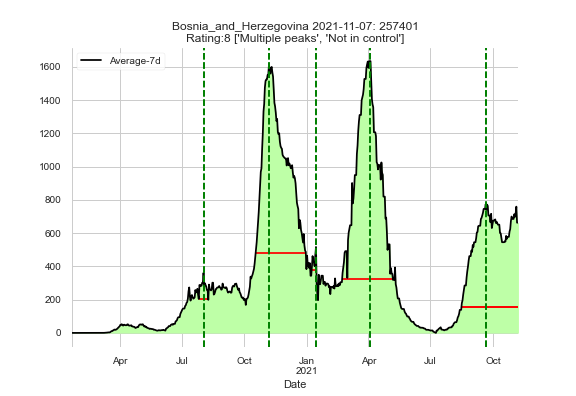 Bosnia_and_Herzegovina 2021-11-07: 257401
Rating:8 ['Multiple peaks', 'Not in control']
Average-7d
1600
1400
1200
1000
800
600
400
200
0
Apr Jul Oct Jan Apr Jul Oct
2021
Date